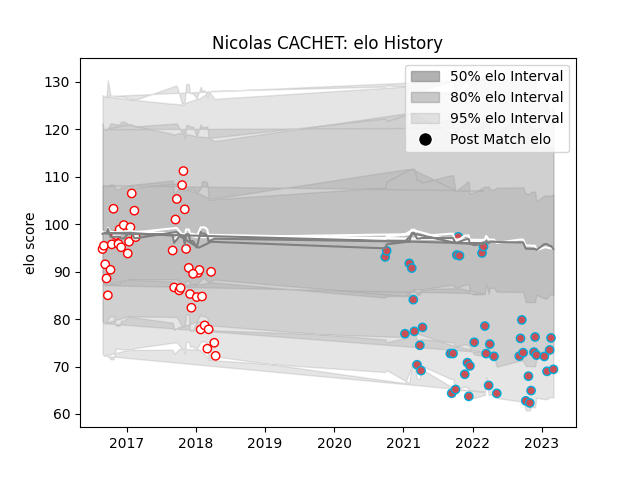 Nicolas CACHET: elo History
50% elo Interval
80% elo Interval
95% elo Interval
Post Match elo
elo score
130
120
110
100
90
80
70
60
2017 2018 2019 2020 2021 2022 2023